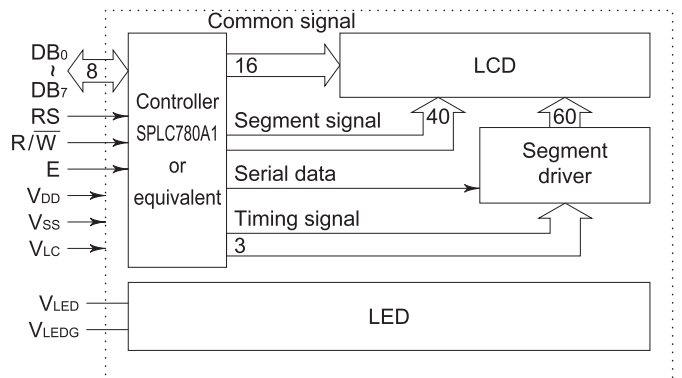 Common signal
DB0
~
DB7
8
16
LCD
Controller
SPLC780A1
or
equivalent
RS
R/W̅
E
VDD
VSS
VLC
Segment signal
40
60
Segment
driver
Serial data
Timing signal
3
VLED
VLEDG
LED